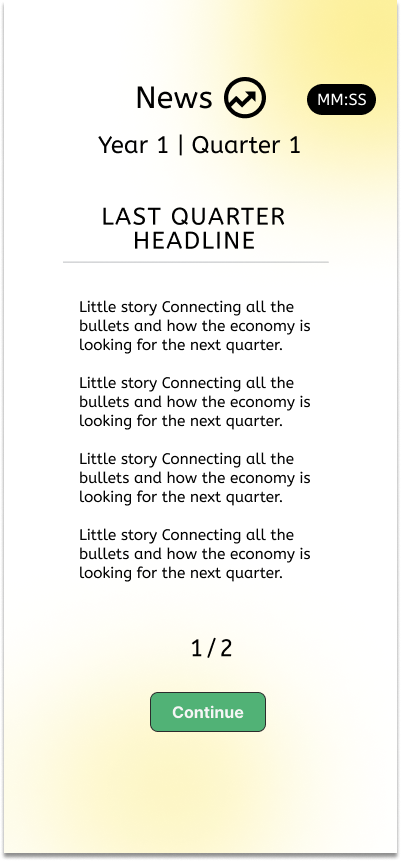 News
MM:SS
Year 1 | Quarter 1
LAST QUARTER
HEADLINE
Little story Connecting all the
bullets and how the economy is
looking for the next quarter.
Little story Connecting all the
bullets and how the economy is
looking for the next quarter.
Little story Connecting all the
bullets and how the economy is
looking for the next quarter.
Little story Connecting all the
bullets and how the economy is
looking for the next quarter.
1/2
Continue